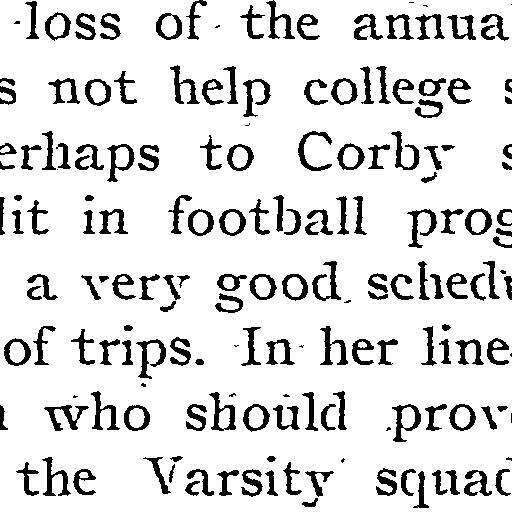 loss of the annua
s not help college s
erhaps to Corby s
lit in football prog
a very good schedu
of trips. In her line
n who should prov
the Varsity squad